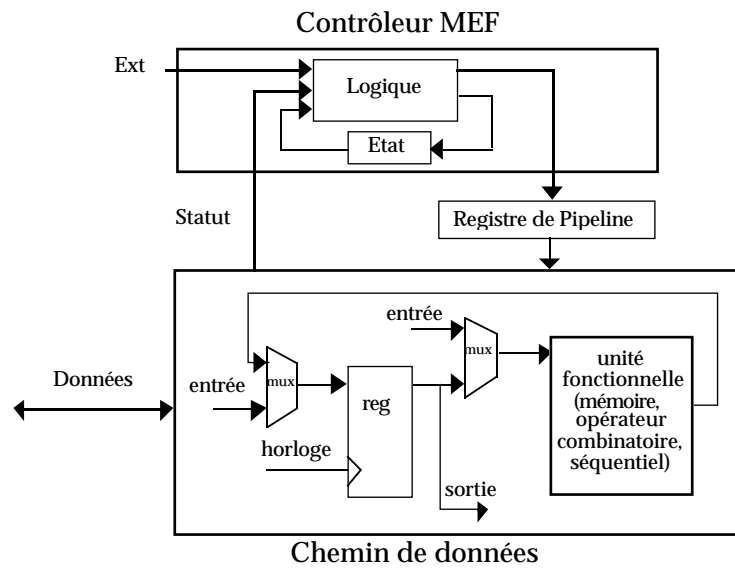 Contrôleur MEF
Ext
Logique
Etat
Statut
Registre de Pipeline
entrée
mux
unité
fonctionnelle
(mémoire,
opérateur
combinatoire,
séquentiel)
Données
entrée
mux
reg
horloge
sortie
Chemin de données